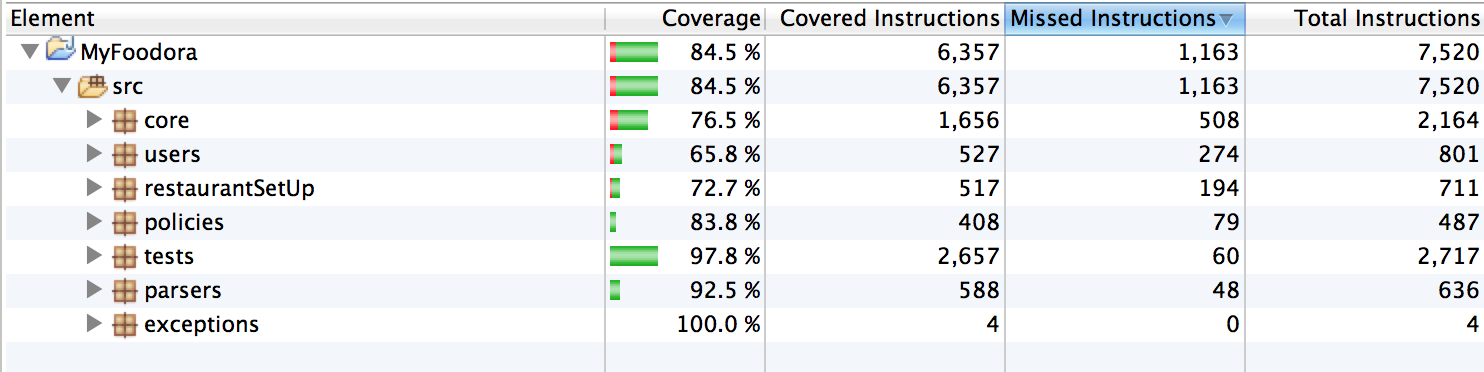 Element Coverage Covered Instructions Missed Instructions Total Instructions
MyFoodora 84.5 % 6,357 1,163 7,520
src 84.5 % 6,357 1,163 7,520
core 76.5 % 1,656 508 2,164
users 65.8 % 527 274 801
restaurantSetUp 72.7 % 517 194 711
policies 83.8 % 408 79 487
tests 97.8 % 2,657 60 2,717
parsers 92.5 % 588 48 636
exceptions 100.0 % 4 0 4